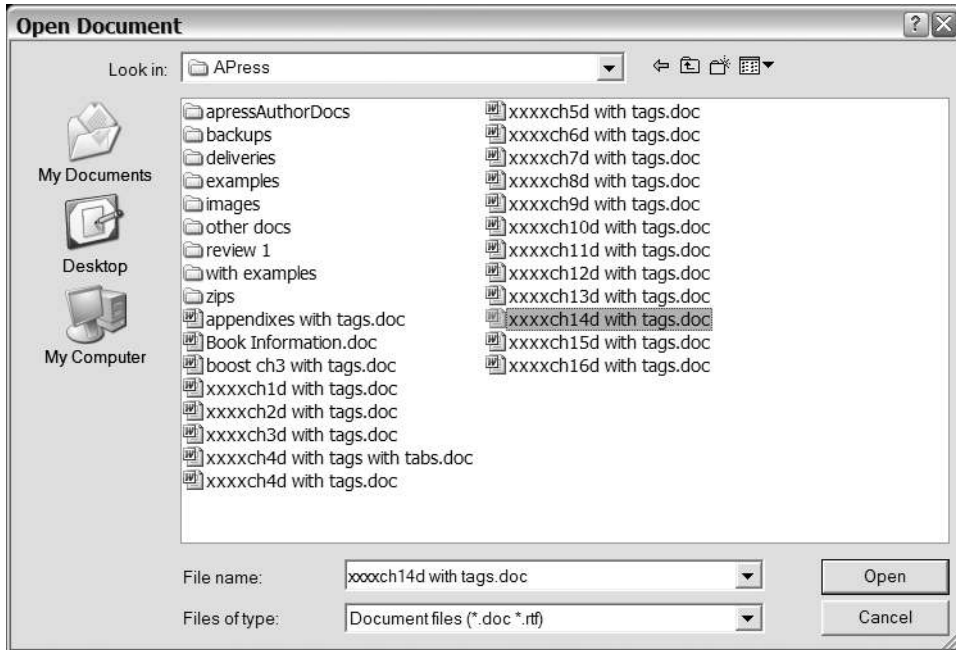 Open Document
Look in: APress
My Documents
Desktop
My Computer
apressAuthorDocs
backups
deliveries
examples
images
other docs
review 1
with examples
zips
appendixes with tags.doc
Book Information.doc
boost ch3 with tags.doc
xxxxch1d with tags.doc
xxxxch2d with tags.doc
xxxxch3d with tags.doc
xxxxch4d with tags with tabs.doc
xxxxch4d with tags.doc
xxxxch5d with tags.doc
xxxxch6d with tags.doc
xxxxch7d with tags.doc
xxxxch8d with tags.doc
xxxxch9d with tags.doc
xxxxch10d with tags.doc
xxxxch11d with tags.doc
xxxxch12d with tags.doc
xxxxch13d with tags.doc
xxxxch14d with tags.doc
xxxxch15d with tags.doc
xxxxch16d with tags.doc
File name: xxxxch14d with tags.doc
Open
Files of type: Document files (*.doc *.rtf)
Cancel